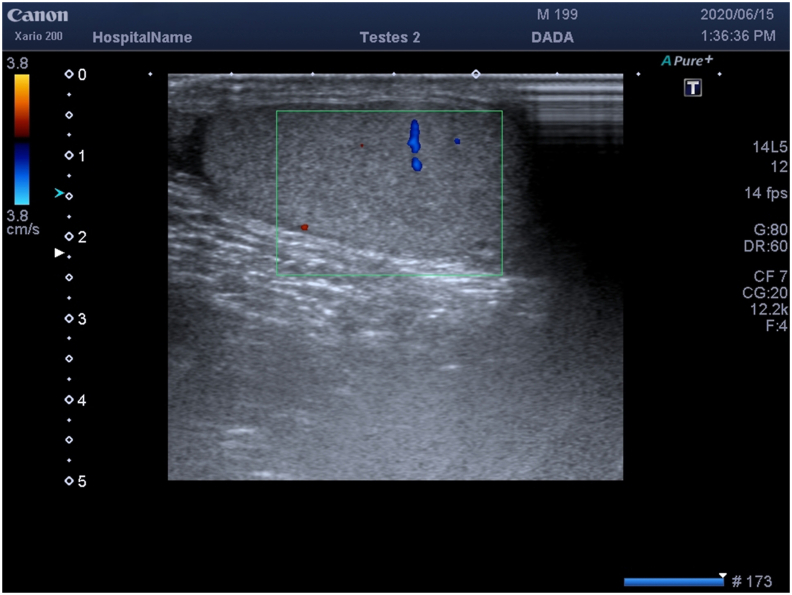 Canon M 199 2020/06/15
Xario 200 HospitalName Testes 2 DADA 1:36:36 PM
APure+
T
3.8
3.8
cm/s
0
1
2
3
4
5
14L5
12
14 fps
G:80
DR:60
CF 7
CG:20
12.2k
F:4
# 173